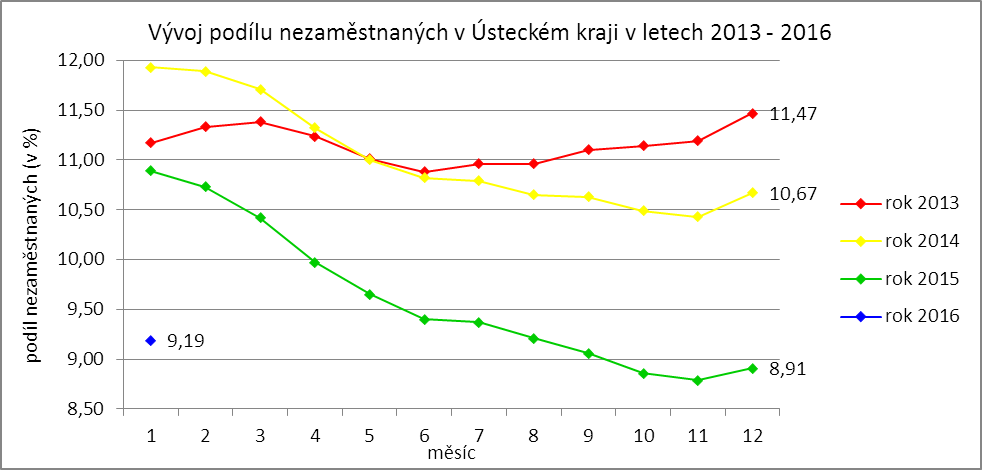 Vývoj podílu nezaměstnaných v Ústeckém kraji v letech 2013 - 2016
podíl nezaměstnaných (v %)
12,00
11,50
11,00
10,50
10,00
9,50
9,00
8,50
11,47
10,67
8,91
9,19
1 2 3 4 5 6 7 8 9 10 11 12
měsíc
rok 2013
rok 2014
rok 2015
rok 2016